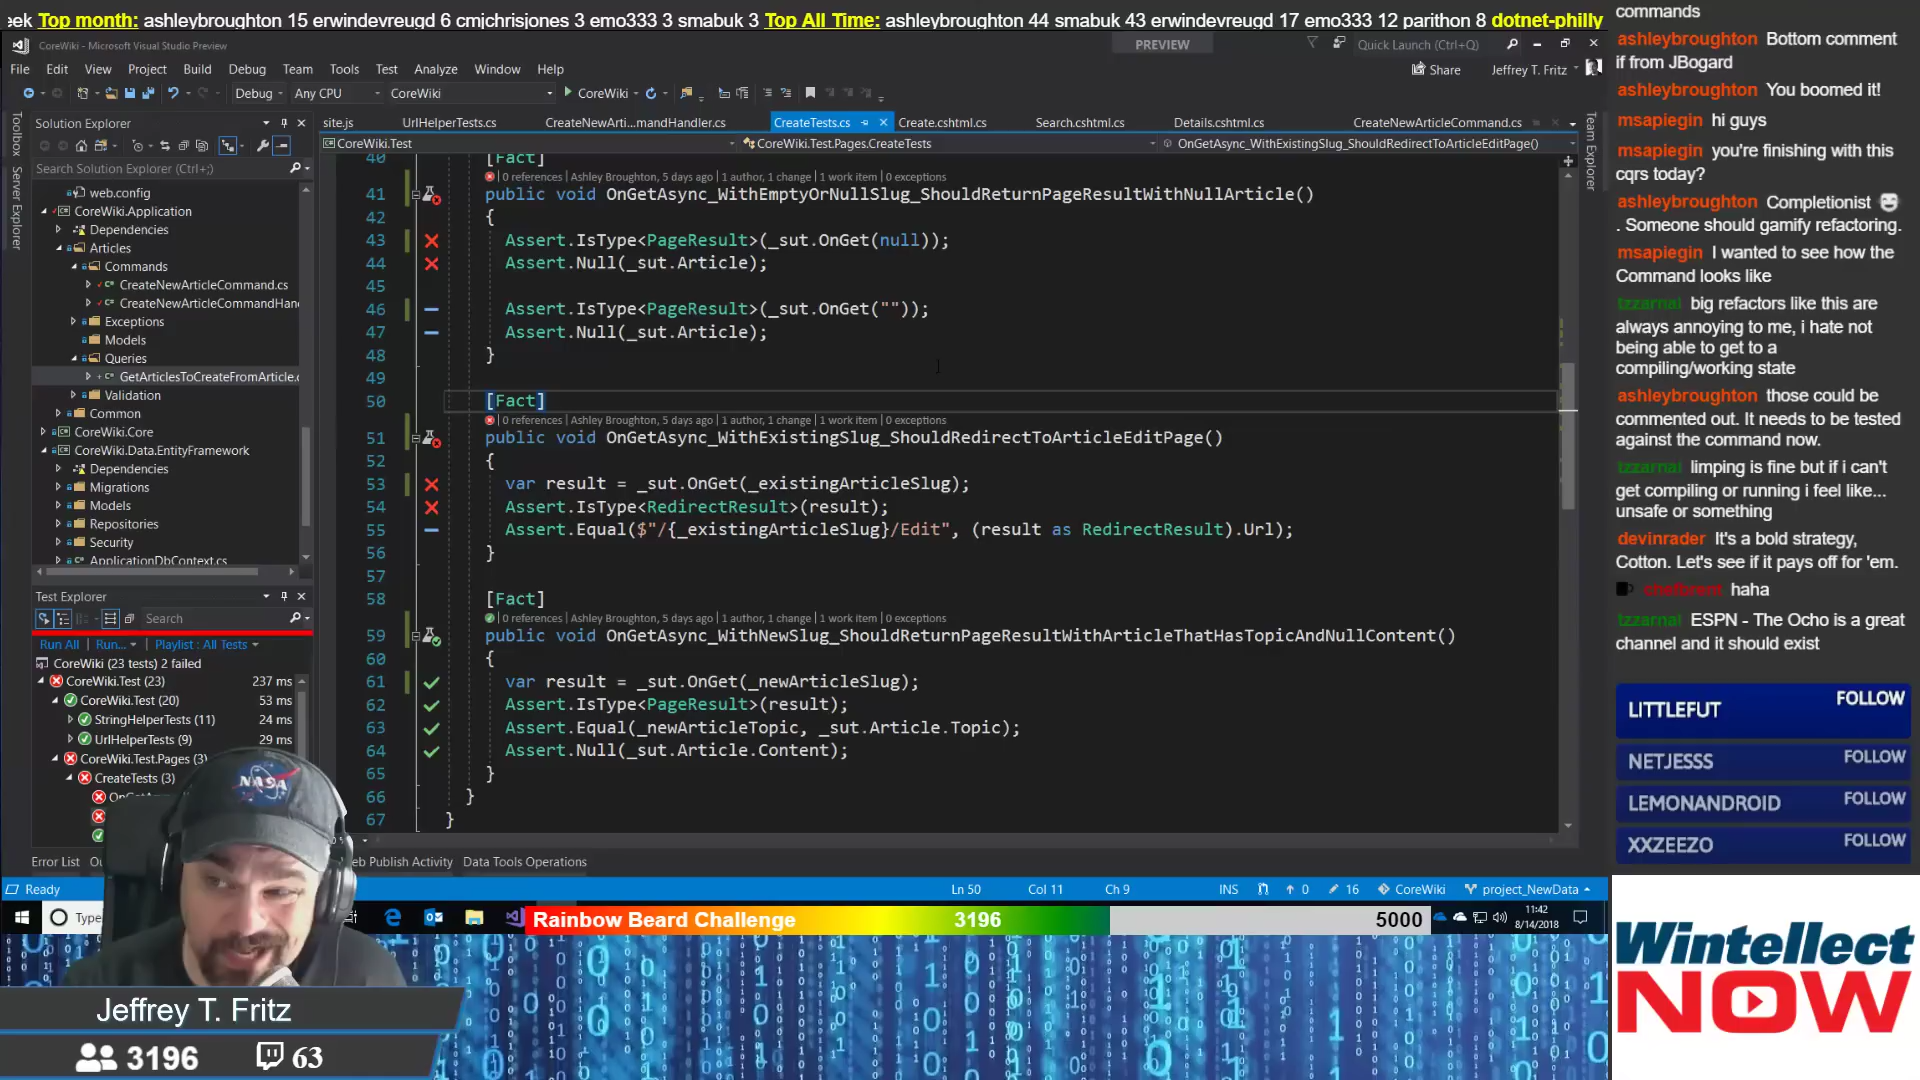 eek Top month: ashleybroughton 15 erwindevreugd 6 cmjchrisjones 3 emo333 3 smabuk 3 Top All Time: ashleybroughton 44 smabuk 43 erwindevreugd 17 emo333 12 parithon 8 dotnet-philly
CoreWiki - Microsoft Visual Studio Preview
PREVIEW
Quick Launch (Ctrl+Q)
File Edit View Project Build Debug Team Tools Test Analyze Window Help
Share
Jeffrey T. Fritz
Debug Any CPU CoreWiki CoreWiki
Toolbox
Server Explorer
Team Explorer
Solution Explorer
Search Solution Explorer (Ctrl+;)
web.config
CoreWiki.Application
Dependencies
Articles
Commands
CreateNewArticleCommand.cs
CreateNewArticleCommandHan
Exceptions
Models
Queries
GetArticlesToCreateFromArticle.c
Validation
Common
CoreWiki.Core
CoreWiki.Data.EntityFramework
Dependencies
Migrations
Models
Repositories
Security
ApplicationDbContext.cs
Test Explorer
Search
Run All Run... Playlist : All Tests
CoreWiki (23 tests) 2 failed
CoreWiki.Test (23) 237 ms
CoreWiki.Test (20) 53 ms
StringHelperTests (11) 24 ms
UrlHelperTests (9) 29 ms
CoreWiki.Test.Pages (3)
CreateTests (3)
site.js UrlHelperTests.cs CreateNewArti...mandHandler.cs CreateTests.cs Create.cshtml.cs Search.cshtml.cs Details.cshtml.cs CreateNewArticleCommand.cs
CoreWiki.Test CoreWiki.Test.Pages.CreateTests OnGetAsync_WithExistingSlug_ShouldRedirectToArticleEditPage()
40 [Fact]
0 references | Ashley Broughton, 5 days ago | 1 author, 1 change | 1 work item | 0 exceptions
41 public void OnGetAsync_WithEmptyOrNullSlug_ShouldReturnPageResultWithNullArticle()
42 {
43 Assert.IsType<PageResult>(_sut.OnGet(null));
44 Assert.Null(_sut.Article);
45
46 Assert.IsType<PageResult>(_sut.OnGet(""));
47 Assert.Null(_sut.Article);
48 }
49
50 [Fact]
0 references | Ashley Broughton, 5 days ago | 1 author, 1 change | 1 work item | 0 exceptions
51 public void OnGetAsync_WithExistingSlug_ShouldRedirectToArticleEditPage()
52 {
53 var result = _sut.OnGet(_existingArticleSlug);
54 Assert.IsType<RedirectResult>(result);
55 Assert.Equal($"/{_existingArticleSlug}/Edit", (result as RedirectResult).Url);
56 }
57
58 [Fact]
0 references | Ashley Broughton, 5 days ago | 1 author, 1 change | 1 work item | 0 exceptions
59 public void OnGetAsync_WithNewSlug_ShouldReturnPageResultWithArticleThatHasTopicAndNullContent()
60 {
61 var result = _sut.OnGet(_newArticleSlug);
62 Assert.IsType<PageResult>(result);
63 Assert.Equal(_newArticleTopic, _sut.Article.Topic);
64 Assert.Null(_sut.Article.Content);
65 }
66 }
67 }
Error List Web Publish Activity Data Tools Operations
Ready Ln 50 Col 11 Ch 9 INS 0 16 CoreWiki project_NewData
Type
Rainbow Beard Challenge 3196 5000
11:42
8/14/2018
commands
ashleybroughton Bottom comment
if from JBogard
ashleybroughton You boomed it!
msapiegin hi guys
msapiegin you're finishing with this
cqrs today?
ashleybroughton Completionist
. Someone should gamify refactoring.
msapiegin I wanted to see how the
Command looks like
tzzarnal big refactors like this are
always annoying to me, i hate not
being able to get to a
compiling/working state
ashleybroughton those could be
commented out. It needs to be tested
against the command now.
tzzarnal limping is fine but if i can't
get compiling or running i feel like...
unsafe or something
devinrader It's a bold strategy,
Cotton. Let's see if it pays off for 'em.
chefbrent haha
tzzarnal ESPN - The Ocho is a great
channel and it should exist
LITTLEFUT FOLLOW
NETJESSS FOLLOW
LEMONANDROID FOLLOW
XXZEEZO FOLLOW
Wintellect
NOW
NASA
Jeffrey T. Fritz
3196 63